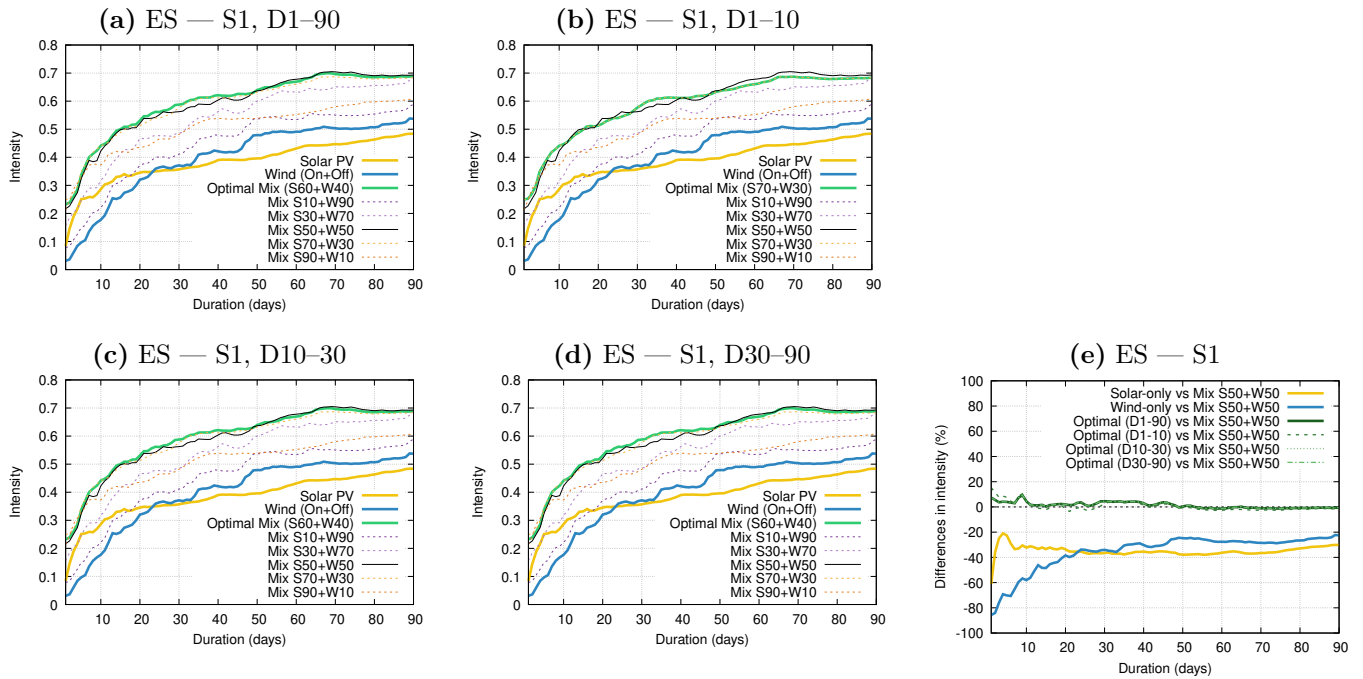 (a) ES — S1, D1–90
0.8
0.7
0.6
0.5
0.4
0.3
0.2
0.1
0
Intensity
Solar PV
Wind (On+Off)
Optimal Mix (S60+W40)
Mix S10+W90
Mix S30+W70
Mix S50+W50
Mix S70+W30
Mix S90+W10
10 20 30 40 50 60 70 80 90
Duration (days)
(b) ES — S1, D1–10
0.8
0.7
0.6
0.5
0.4
0.3
0.2
0.1
0
Intensity
Solar PV
Wind (On+Off)
Optimal Mix (S70+W30)
Mix S10+W90
Mix S30+W70
Mix S50+W50
Mix S70+W30
Mix S90+W10
10 20 30 40 50 60 70 80 90
Duration (days)
(c) ES — S1, D10–30
0.8
0.7
0.6
0.5
0.4
0.3
0.2
0.1
0
Intensity
Solar PV
Wind (On+Off)
Optimal Mix (S60+W40)
Mix S10+W90
Mix S30+W70
Mix S50+W50
Mix S70+W30
Mix S90+W10
10 20 30 40 50 60 70 80 90
Duration (days)
(d) ES — S1, D30–90
0.8
0.7
0.6
0.5
0.4
0.3
0.2
0.1
0
Intensity
Solar PV
Wind (On+Off)
Optimal Mix (S60+W40)
Mix S10+W90
Mix S30+W70
Mix S50+W50
Mix S70+W30
Mix S90+W10
10 20 30 40 50 60 70 80 90
Duration (days)
(e) ES — S1
100
80
60
40
20
0
-20
-40
-60
-80
-100
Differences in intensity (%)
Solar-only vs Mix S50+W50
Wind-only vs Mix S50+W50
Optimal (D1-90) vs Mix S50+W50
Optimal (D1-10) vs Mix S50+W50
Optimal (D10-30) vs Mix S50+W50
Optimal (D30-90) vs Mix S50+W50
10 20 30 40 50 60 70 80 90
Duration (days)